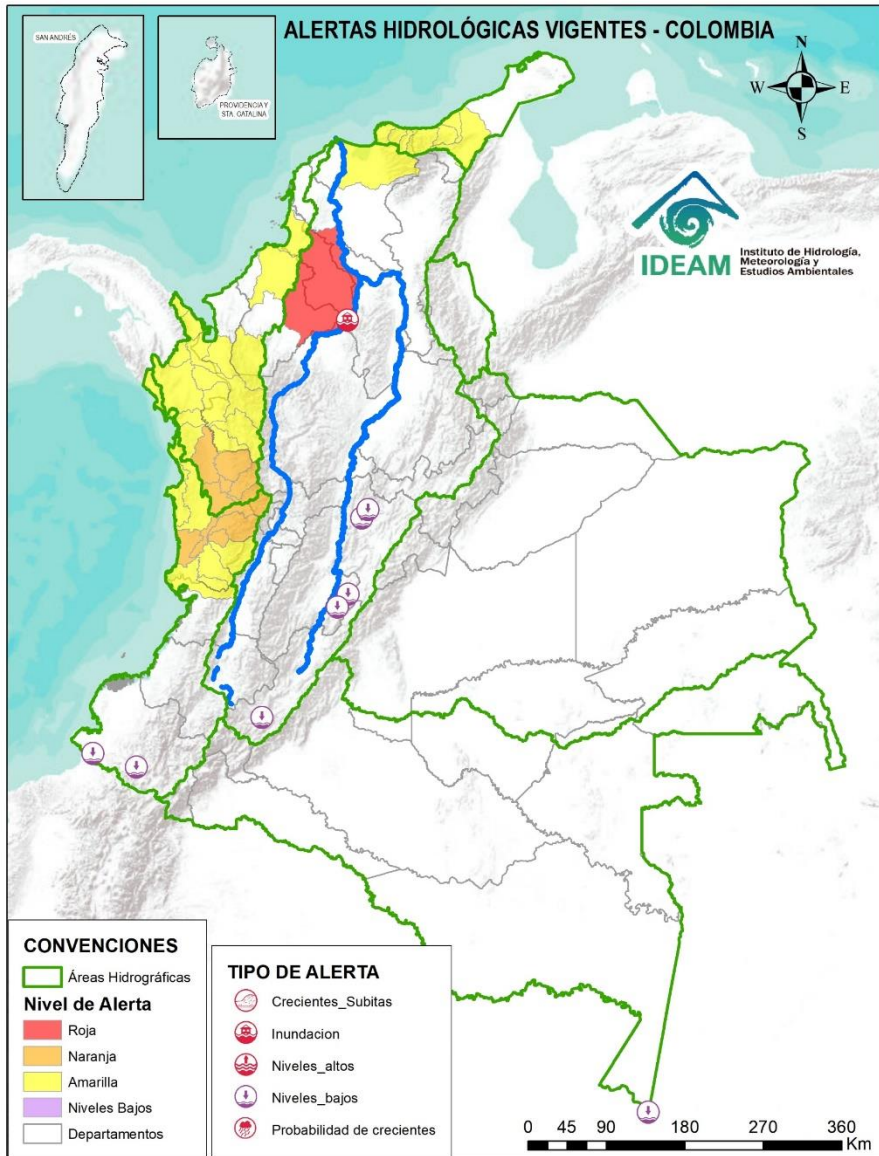 ALERTAS HIDROLÓGICAS VIGENTES - COLOMBIA
SAN ANDRÉS
PROVIDENCIA Y
STA. CATALINA
N
W
E
S
IDEAM
Instituto de Hidrología,
Meteorología y
Estudios Ambientales
CONVENCIONES
Áreas Hidrográficas
Nivel de Alerta
Roja
Naranja
Amarilla
Niveles Bajos
Departamentos
TIPO DE ALERTA
Crecientes_Subitas
Inundacion
Niveles_altos
Niveles_bajos
Probabilidad de crecientes
0 45 90 180 270 360
Km